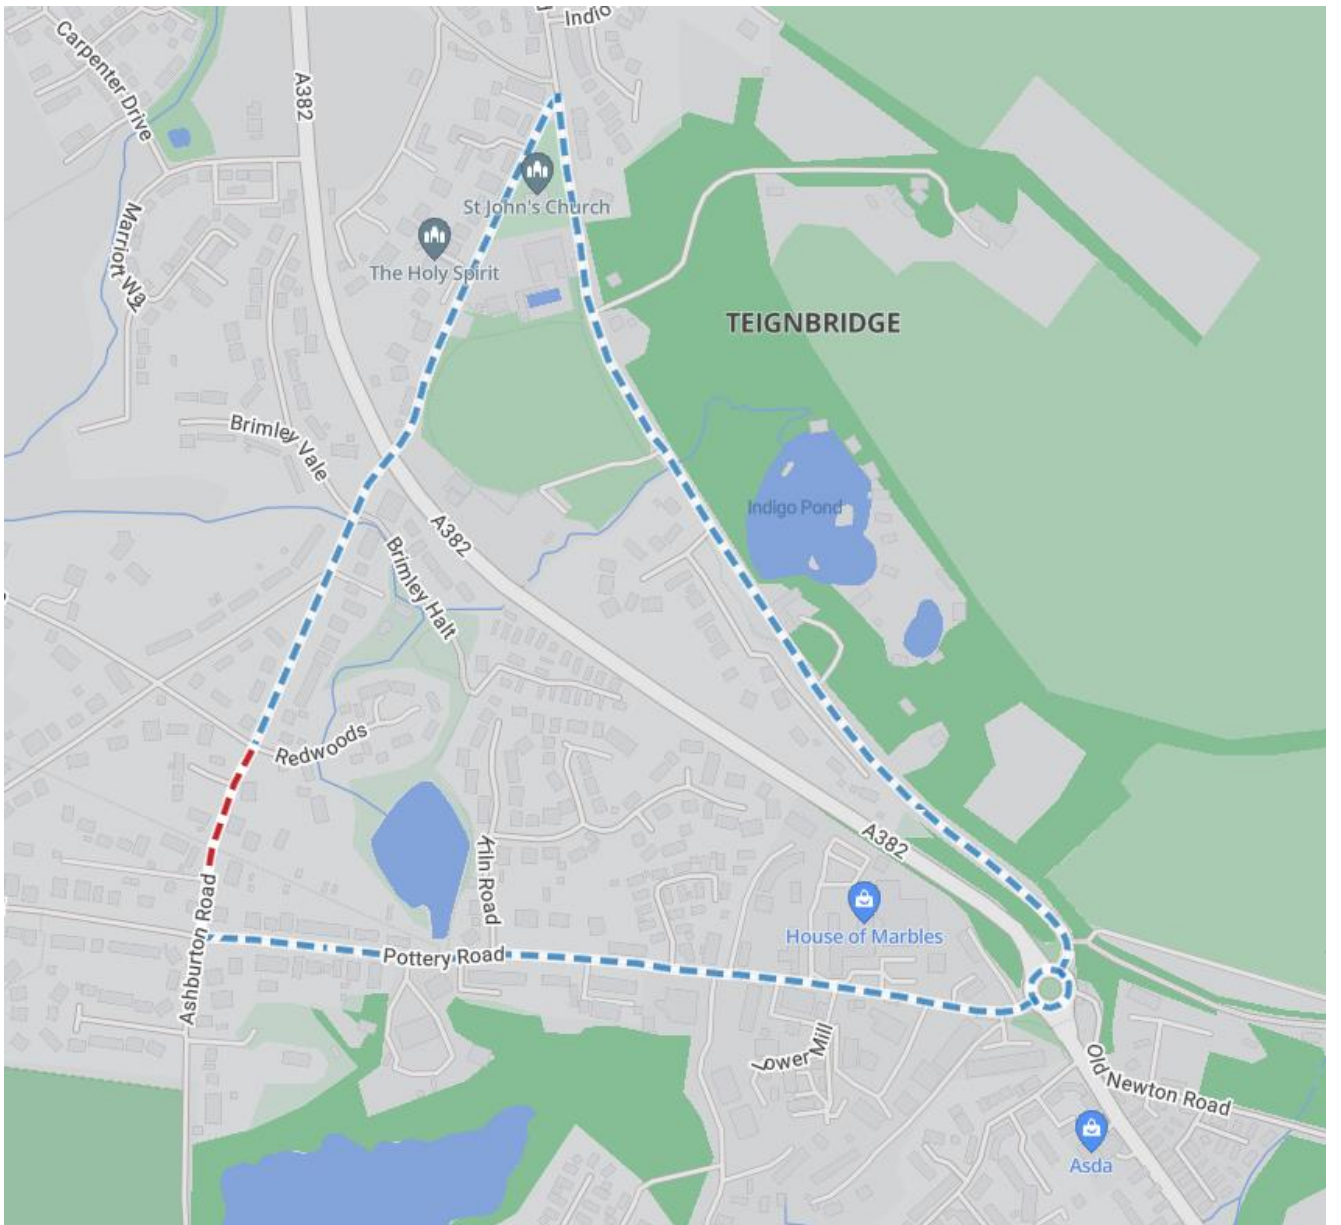 Indio
Carpenter Drive
A382
St John's Church
Marriott Way
The Holy Spirit
TEIGNBRIDGE
Brimley Vale
Indigo Pond
A382
Brimley Halt
Redwoods
A382
Kiln Road
House of Marbles
Ashburton Road
Pottery Road
Lower Mill
Old Newton Road
Asda